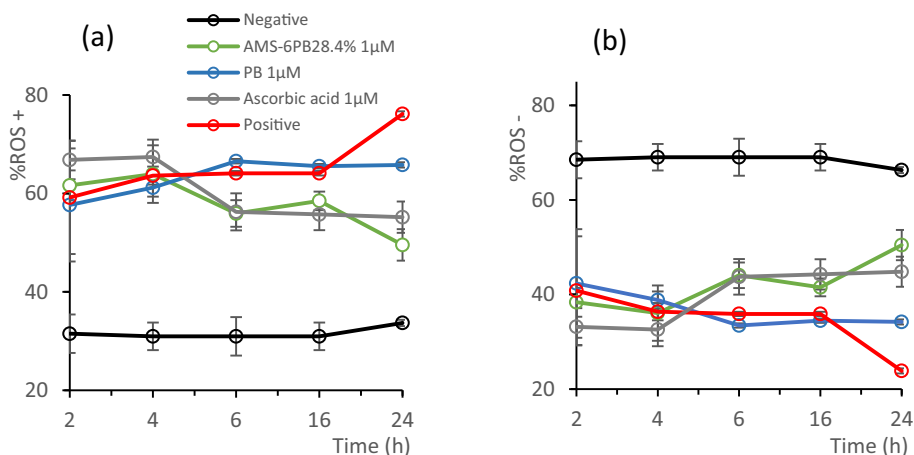 (a)
Negative
AMS-6PB28.4% 1µM
PB 1µM
Ascorbic acid 1µM
Positive
%ROS +
80
60
40
20
2 4 6 16 24
Time (h)
(b)
%ROS -
80
60
40
20
2 4 6 16 24
Time (h)